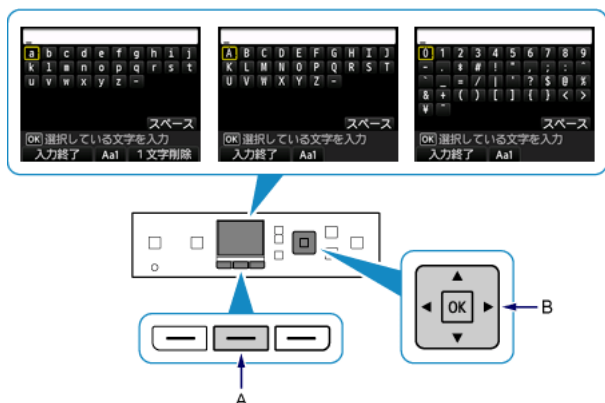 a b c d e f g h i j
k l m n o p q r s t
u v w x y z -
スペース
OK 選択している文字を入力
入力終了 Aa1 1文字削除
A B C D E F G H I J
K L M N O P Q R S T
U V W X Y Z -
スペース
OK 選択している文字を入力
入力終了 Aa1
0 1 2 3 4 5 6 7 8 9
- . * # ! " , ; : ^
` _ = / | ' ? $ @ %
& + ( ) [ ] { } < >
¥ ~
スペース
OK 選択している文字を入力
入力終了 Aa1
OK
B
A